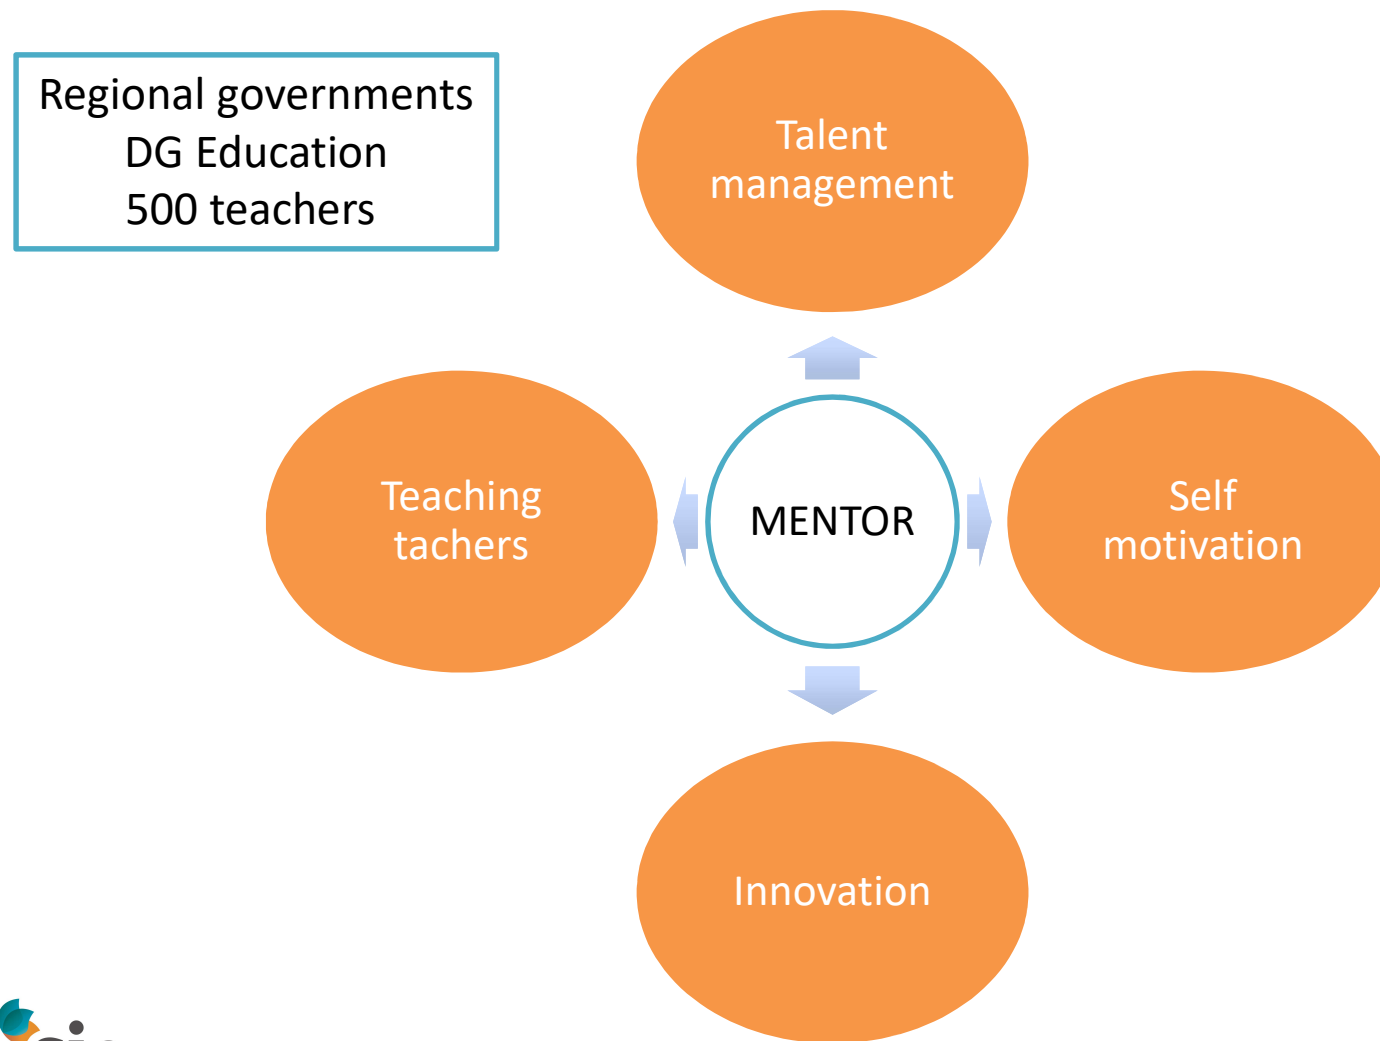 Regional governments
DG Education
500 teachers
Talent
management
Teaching
tachers
MENTOR
Self
motivation
Innovation